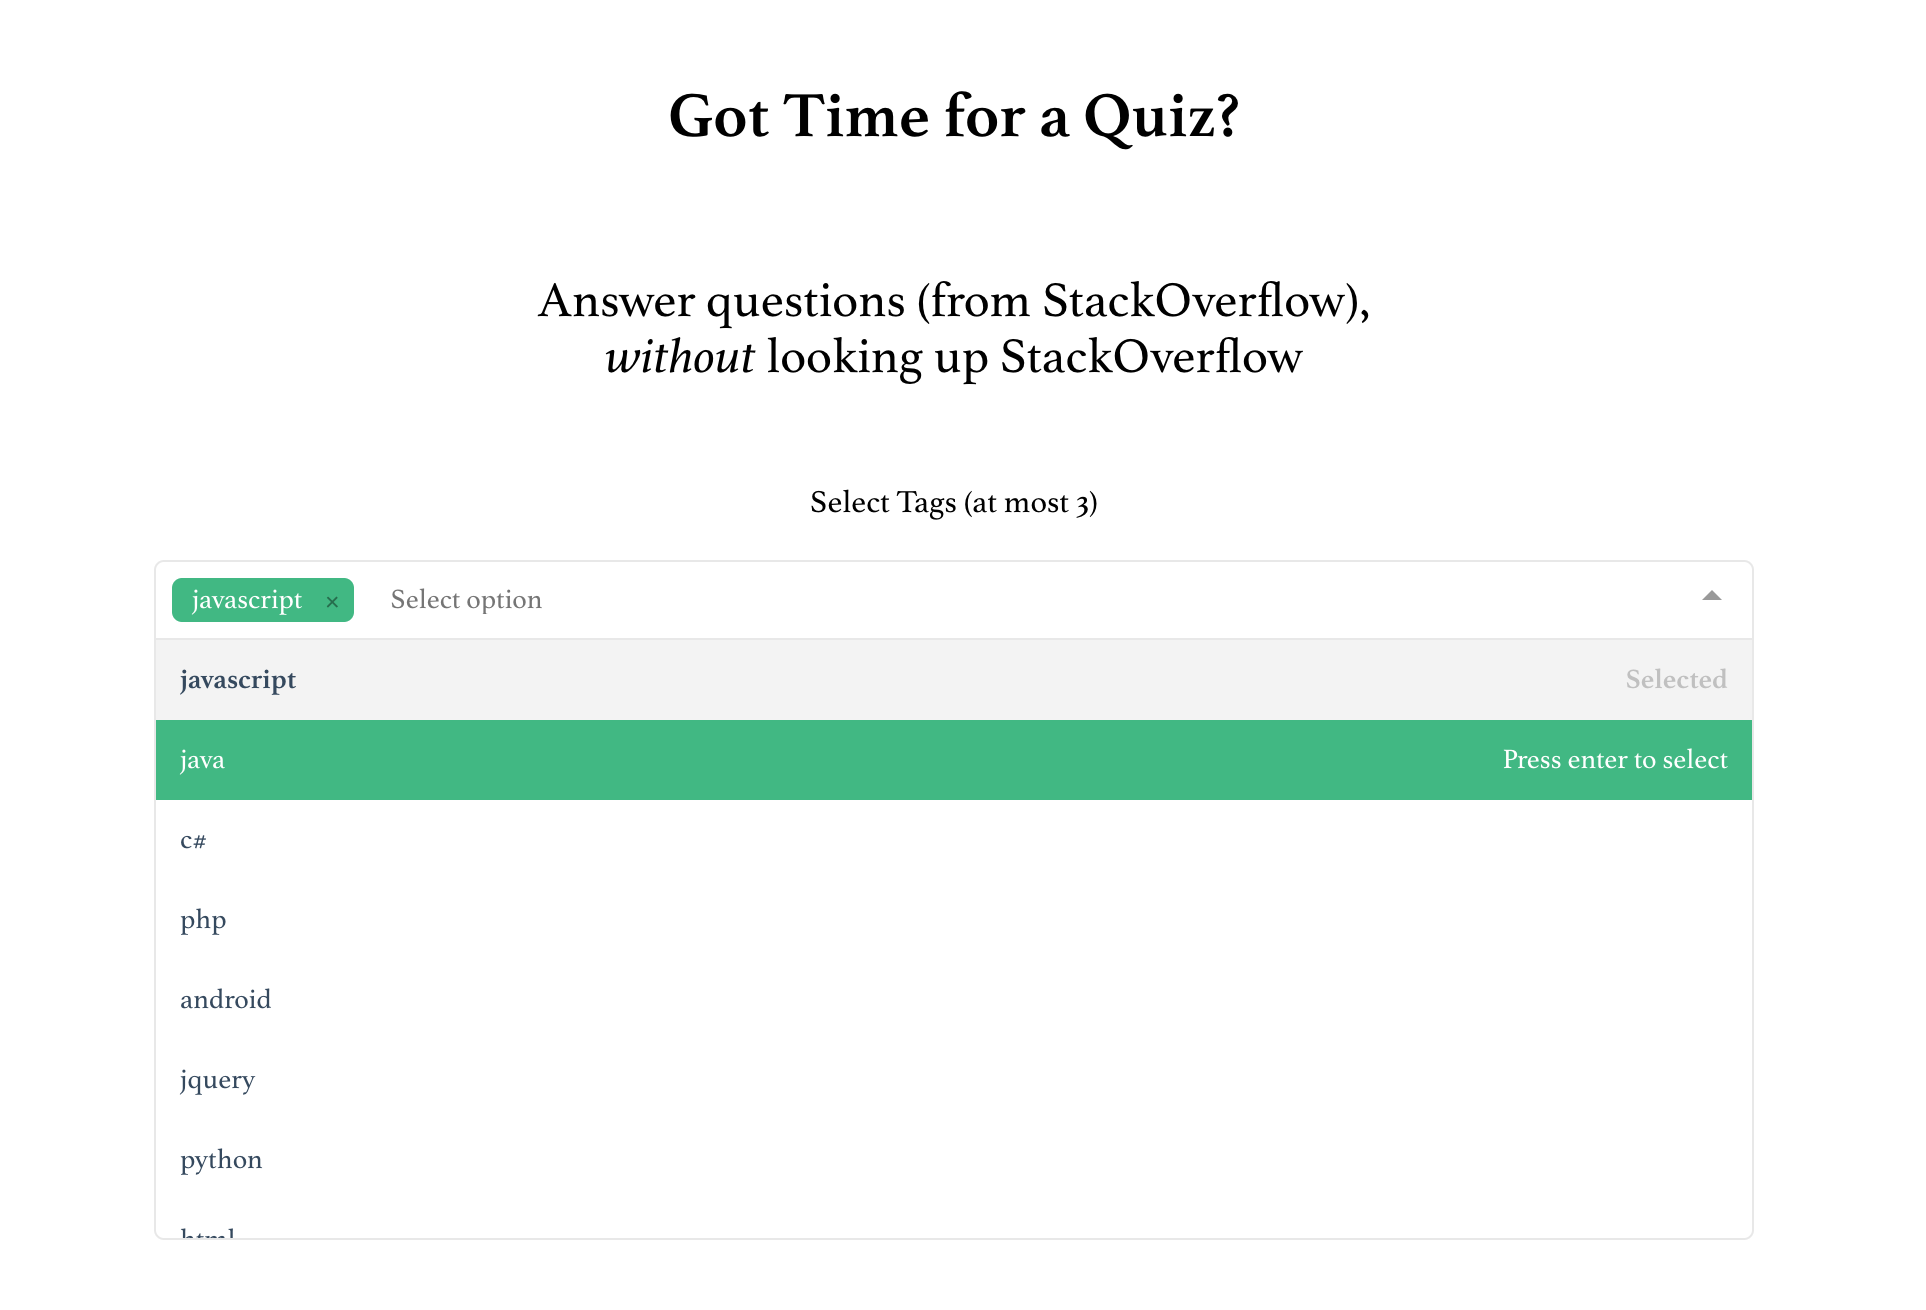 Got Time for a Quiz?
Answer questions (from StackOverflow),
without looking up StackOverflow
Select Tags (at most 3)
javascript × Select option
javascript Selected
java Press enter to select
c#
php
android
jquery
python
html